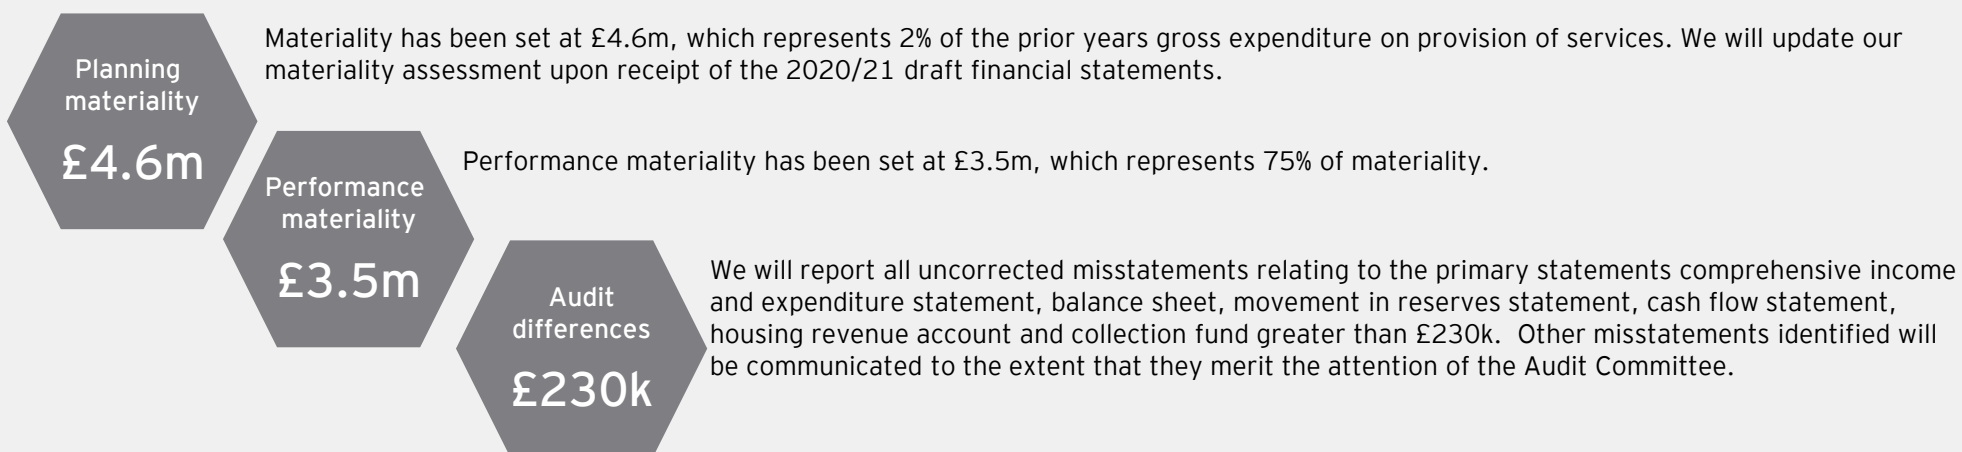 Planning
materiality
£4.6m
Materiality has been set at £4.6m, which represents 2% of the prior years gross expenditure on provision of services. We will update our
materiality assessment upon receipt of the 2020/21 draft financial statements.
Performance
materiality
£3.5m
Performance materiality has been set at £3.5m, which represents 75% of materiality.
Audit
differences
£230k
We will report all uncorrected misstatements relating to the primary statements comprehensive income
and expenditure statement, balance sheet, movement in reserves statement, cash flow statement,
housing revenue account and collection fund greater than £230k.  Other misstatements identified will
be communicated to the extent that they merit the attention of the Audit Committee.